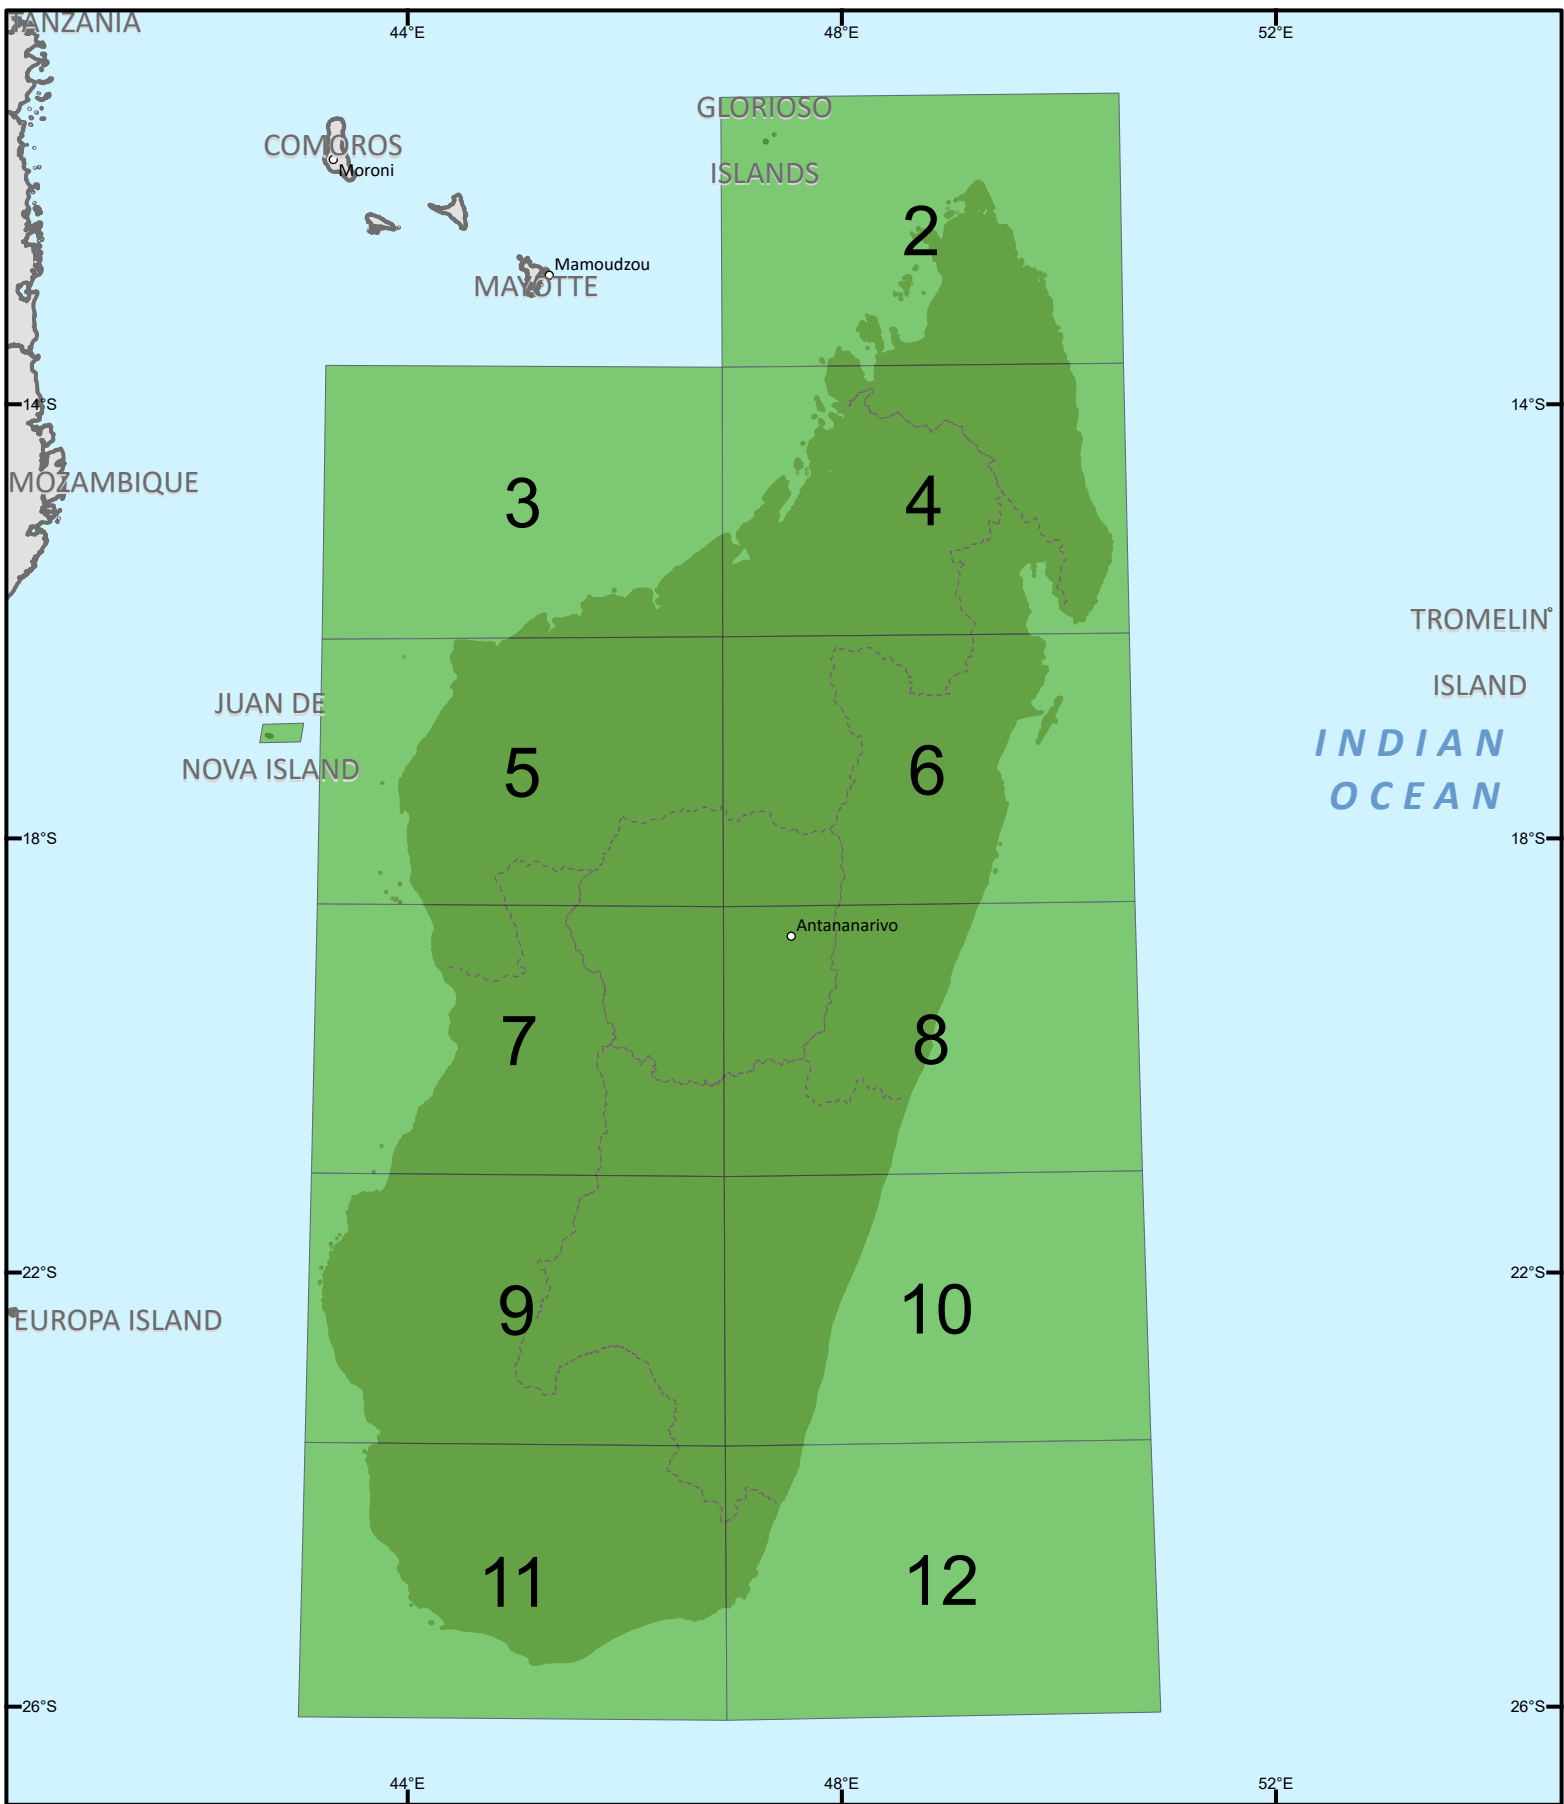 TANZANIA
44°E
48°E
52°E
GLORIOSO
ISLANDS
COMOROS
Moroni
2
Mamoudzou
MAYOTTE
14°S
14°S
MOZAMBIQUE
3
4
TROMELIN
ISLAND
JUAN DE
NOVA ISLAND
INDIAN
OCEAN
5
6
18°S
18°S
Antananarivo
7
8
22°S
22°S
EUROPA ISLAND
9
10
11
12
26°S
26°S
44°E
48°E
52°E